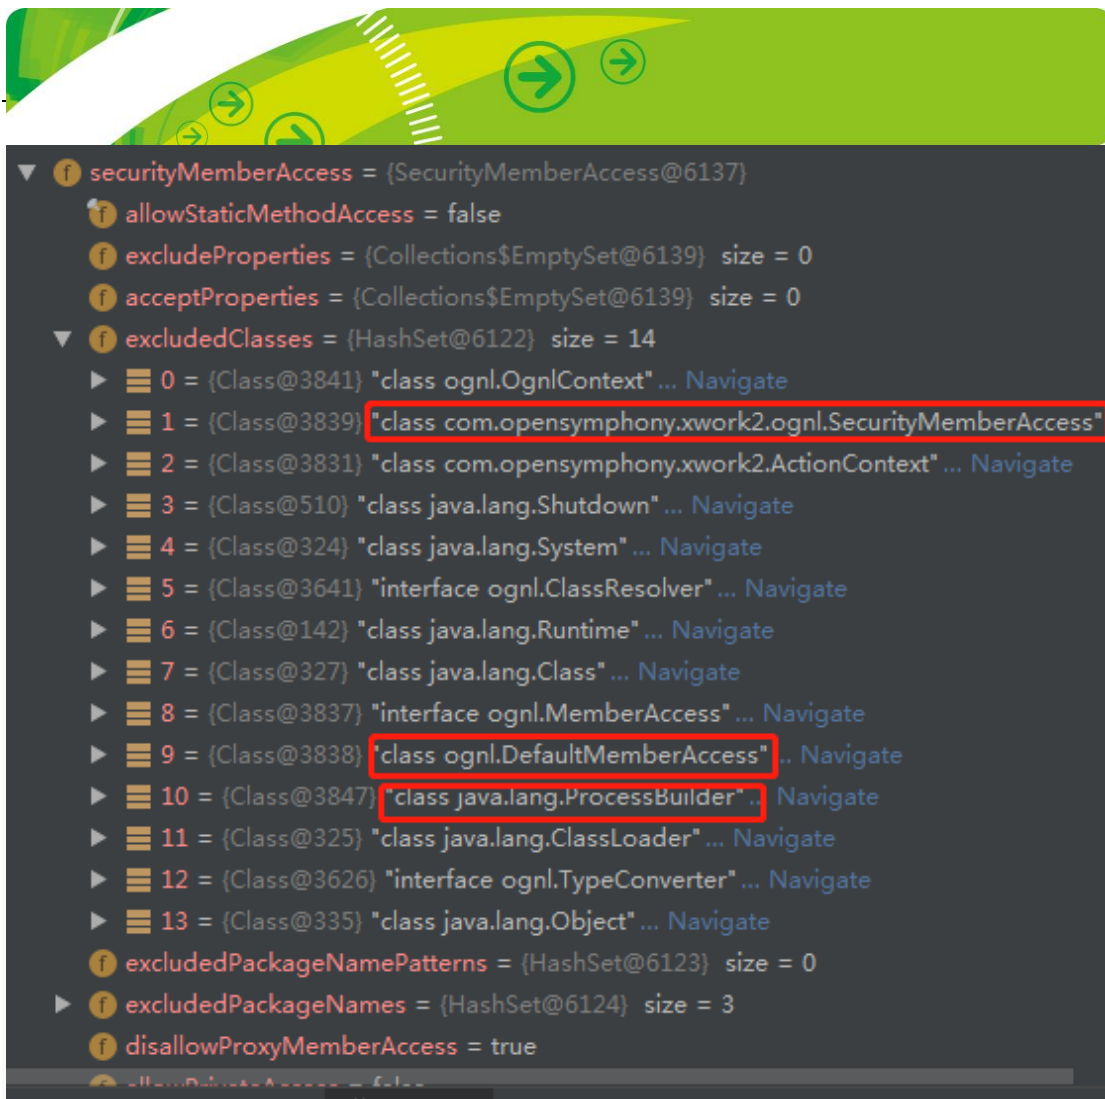 securityMemberAccess = {SecurityMemberAccess@6137}
allowStaticMethodAccess = false
excludeProperties = {Collections$EmptySet@6139} size = 0
acceptProperties = {Collections$EmptySet@6139} size = 0
excludedClasses = {HashSet@6122} size = 14
0 = {Class@3841} "class ognl.OgnlContext"... Navigate
1 = {Class@3839} "class com.opensymphony.xwork2.ognl.SecurityMemberAccess"
2 = {Class@3831} "class com.opensymphony.xwork2.ActionContext"... Navigate
3 = {Class@510} "class java.lang.Shutdown"... Navigate
4 = {Class@324} "class java.lang.System"... Navigate
5 = {Class@3641} "interface ognl.ClassResolver"... Navigate
6 = {Class@142} "class java.lang.Runtime"... Navigate
7 = {Class@327} "class java.lang.Class"... Navigate
8 = {Class@3837} "interface ognl.MemberAccess"... Navigate
9 = {Class@3838} "class ognl.DefaultMemberAccess" .. Navigate
10 = {Class@3847} "class java.lang.ProcessBuilder"... Navigate
11 = {Class@325} "class java.lang.ClassLoader"... Navigate
12 = {Class@3626} "interface ognl.TypeConverter"... Navigate
13 = {Class@335} "class java.lang.Object"... Navigate
excludedPackageNamePatterns = {HashSet@6123} size = 0
excludedPackageNames = {HashSet@6124} size = 3
disallowProxyMemberAccess = true
allowPrivateAccess = false